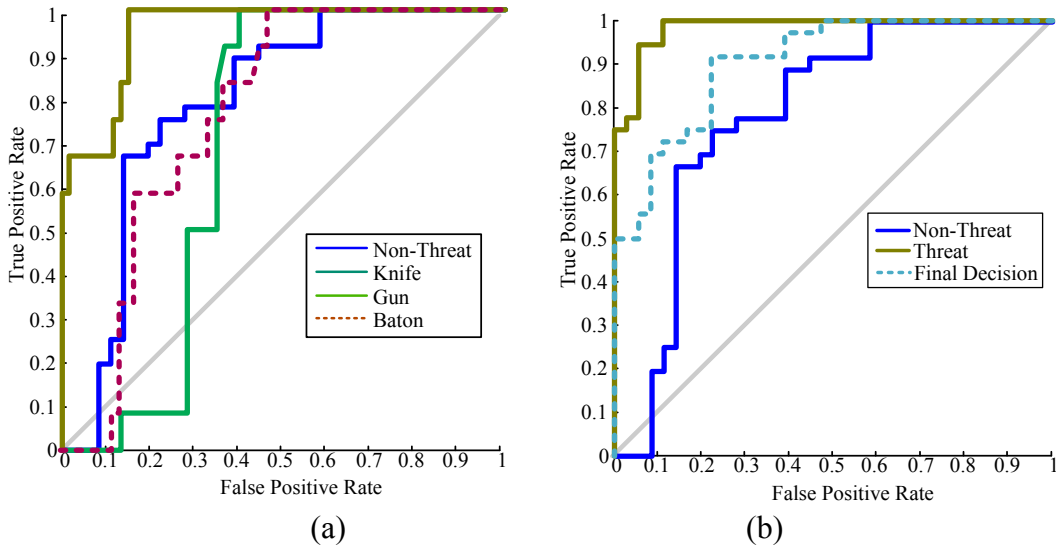 1
0.9
0.8
0.7
0.6
0.5
0.4
0.3
0.2
0.1
0
True Positive Rate
0 0.1 0.2 0.3 0.4 0.5 0.6 0.7 0.8 0.9 1
False Positive Rate
Non-Threat
Knife
Gun
Baton
(a)
1
0.9
0.8
0.7
0.6
0.5
0.4
0.3
0.2
0.1
0
True Positive Rate
0 0.1 0.2 0.3 0.4 0.5 0.6 0.7 0.8 0.9 1
False Positive Rate
Non-Threat
Threat
Final Decision
(b)